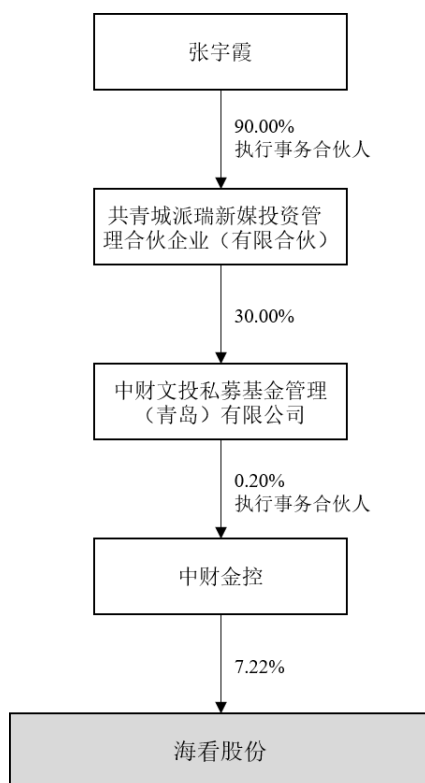 张宇霞
90.00%
执行事务合伙人
共青城派瑞新媒投资管
理合伙企业（有限合伙）
30.00%
中财文投私募基金管理
（青岛）有限公司
0.20%
执行事务合伙人
中财金控
7.22%
海看股份